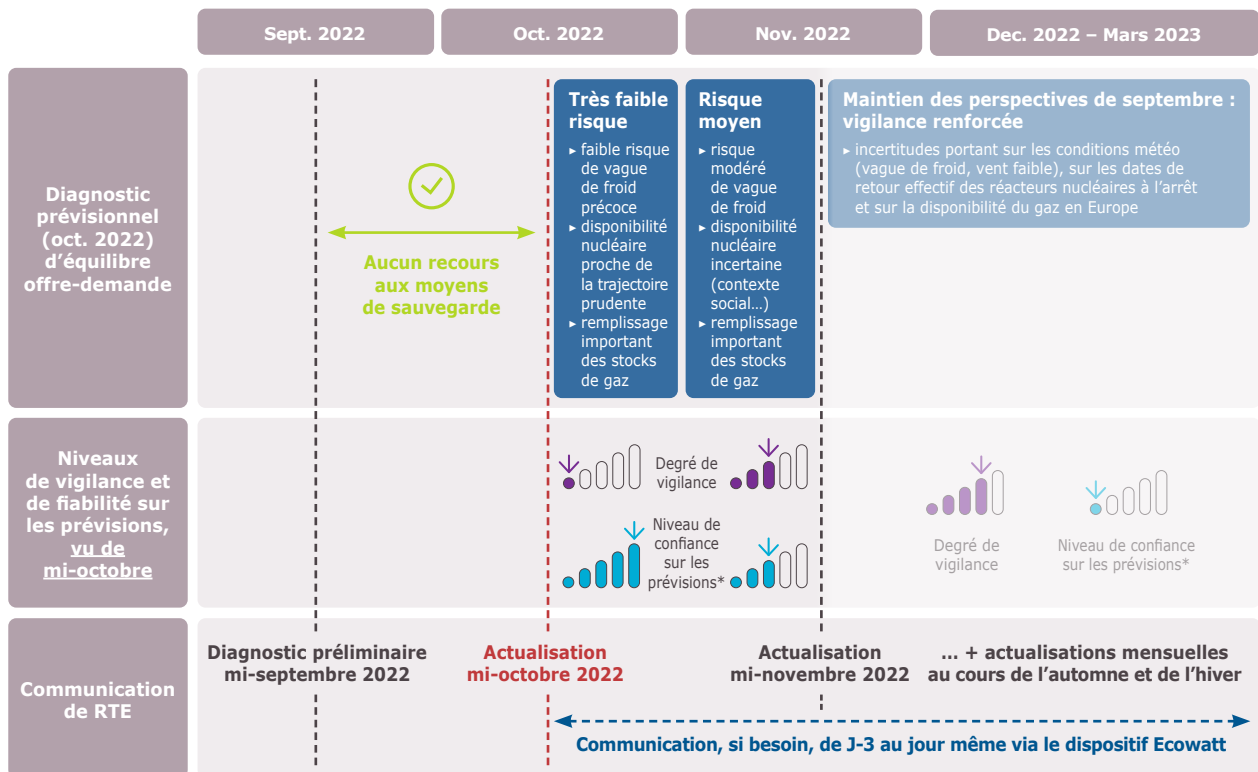 Sept. 2022
Oct. 2022
Nov. 2022
Dec. 2022 – Mars 2023
Diagnostic
prévisionnel
(oct. 2022)
d’équilibre
offre-demande
Aucun recours
aux moyens
de sauvegarde
Très faible
risque
▸ faible risque
de vague
de froid
précoce
▸ disponibilité
nucléaire
proche de
la trajectoire
prudente
▸ remplissage
important
des stocks
de gaz
Risque
moyen
▸ risque
modéré
de vague
de froid
▸ disponibilité
nucléaire
incertaine
(contexte
social…)
▸ remplissage
important
des stocks
de gaz
Maintien des perspectives de septembre :
vigilance renforcée
▸ incertitudes portant sur les conditions météo
(vague de froid, vent faible), sur les dates de
retour effectif des réacteurs nucléaires à l’arrêt
et sur la disponibilité du gaz en Europe
Niveaux
de vigilance et
de fiabilité sur
les prévisions,
vu de
mi-octobre
Degré de
vigilance
Niveau de
confiance
sur les
prévisions*
Degré de
vigilance
Niveau de confiance
sur les prévisions*
Communication
de RTE
Diagnostic préliminaire
mi-septembre 2022
Actualisation
mi-octobre 2022
Actualisation
mi-novembre 2022
… + actualisations mensuelles
au cours de l’automne et de l’hiver
Communication, si besoin, de J-3 au jour même via le dispositif Ecowatt